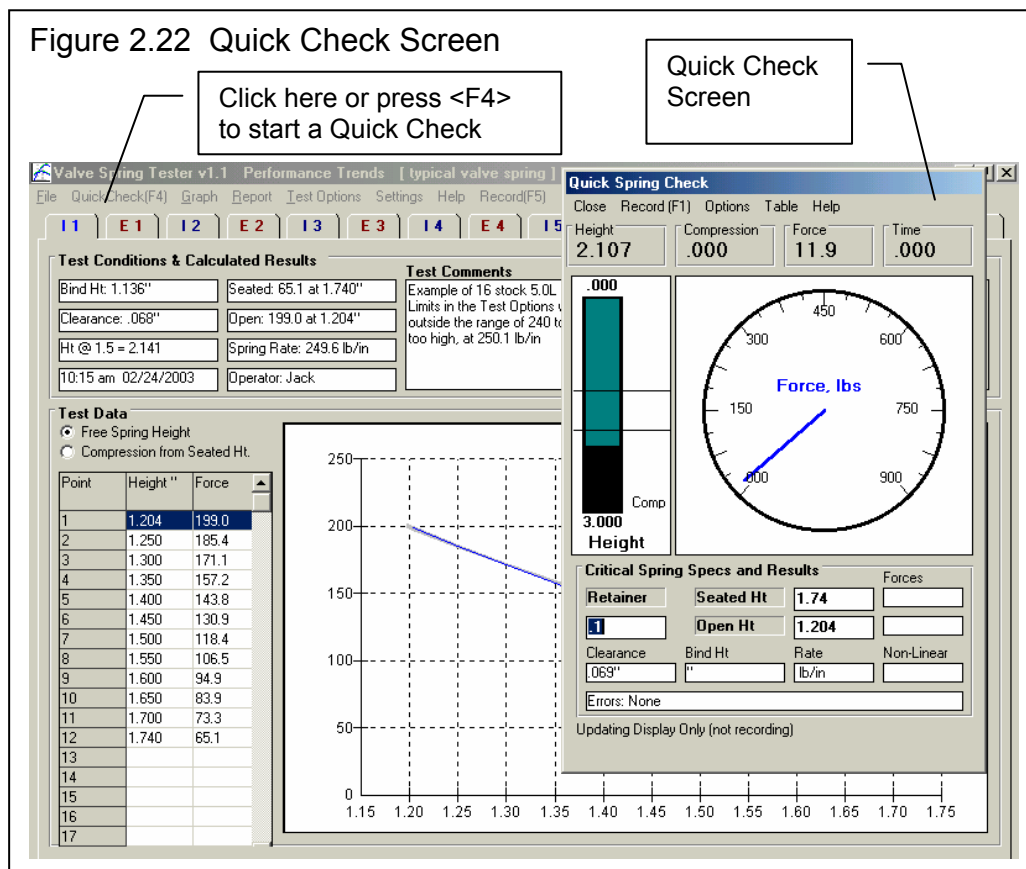 Figure 2.22 Quick Check Screen
Click here or press <F4>
to start a Quick Check
Quick Check
Screen
Valve Spring Tester v1.1 Performance Trends [ typical valve spring ]
File QuickCheck(F4) Graph Report Test Options Settings Help Record(F5)
I 1 E 1 I 2 E 2 I 3 E 3 I 4 E 4 I 5
Test Conditions & Calculated Results
Bind Ht: 1.136" Seated: 65.1 at 1.740"
Clearance: .068" Open: 199.0 at 1.204"
Ht @ 1.5 = 2.141 Spring Rate: 249.6 lb/in
10:15 am 02/24/2003 Operator: Jack
Test Comments
Example of 16 stock 5.0L
Limits in the Test Options
outside the range of 240
too high, at 250.1 lb/in
Test Data
Free Spring Height
Compression from Seated Ht.
Point Height " Force
1 1.204 199.0
2 1.250 185.4
3 1.300 171.1
4 1.350 157.2
5 1.400 143.8
6 1.450 130.9
7 1.500 118.4
8 1.550 106.5
9 1.600 94.9
10 1.650 83.9
11 1.700 73.3
12 1.740 65.1
13
14
15
16
17
250
200
150
100
50
0
1.15 1.20 1.25 1.30 1.35 1.40 1.45 1.50 1.55 1.60 1.65 1.70 1.75
Quick Spring Check
Close Record (F1) Options Table Help
Height Compression Force Time
2.107 .000 11.9 .000
.000
Comp
3.000
Height
450
300 600
Force, lbs
150 750
000 900
Critical Spring Specs and Results
Forces
Retainer Seated Ht 1.74
.1 Open Ht 1.204
Clearance Bind Ht Rate Non-Linear
.069" " lb/in
Errors: None
Updating Display Only (not recording)